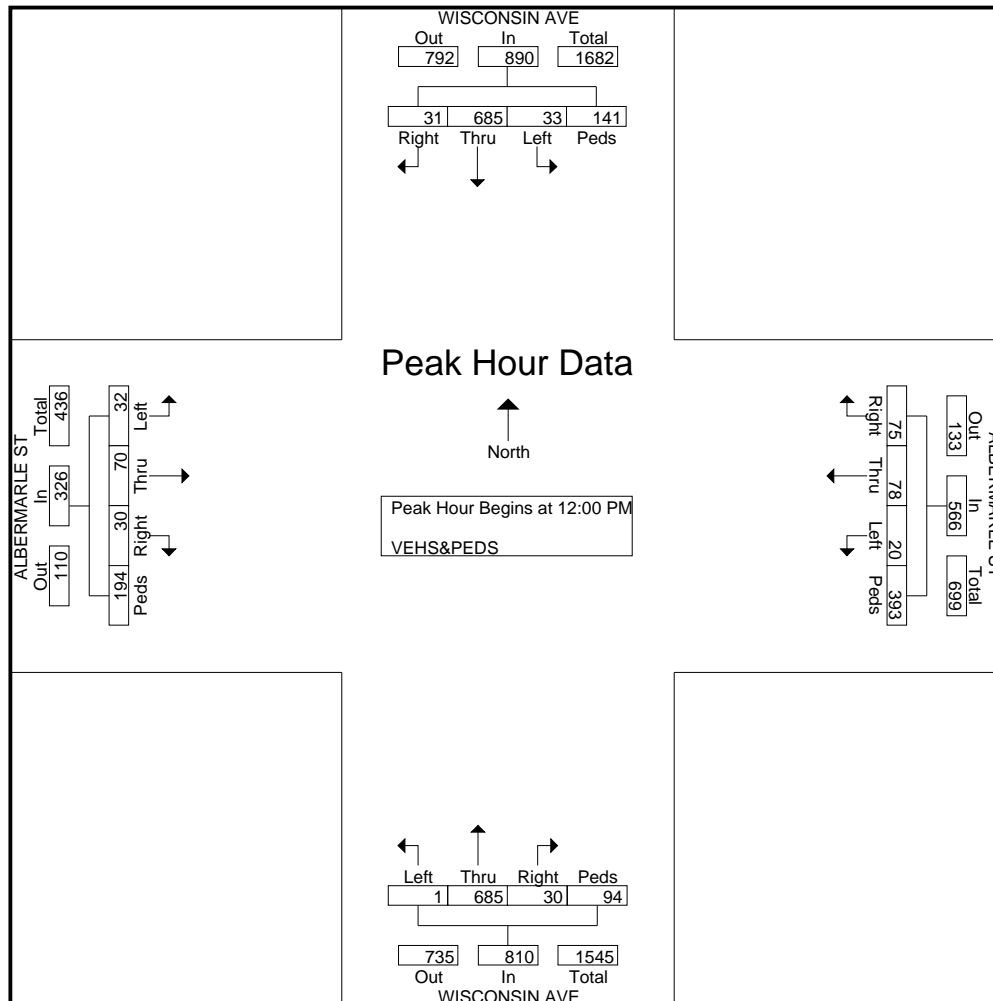 WISCONSIN AVE
Out In Total
792 890 1682
31 685 33 141
Right Thru Left Peds
Peak Hour Data
North
Peak Hour Begins at 12:00 PM
VEHS&PEDS
ALBERMARLE ST
Out In Total
110 326 436
Left Thru Right Peds
32 70 30 194
Right Thru Left Peds
75 78 20 393
Out In Total
133 566 699
ALBERMARLE ST
Left Thru Right Peds
1 685 30 94
735 810 1545
Out In Total
WISCONSIN AVE